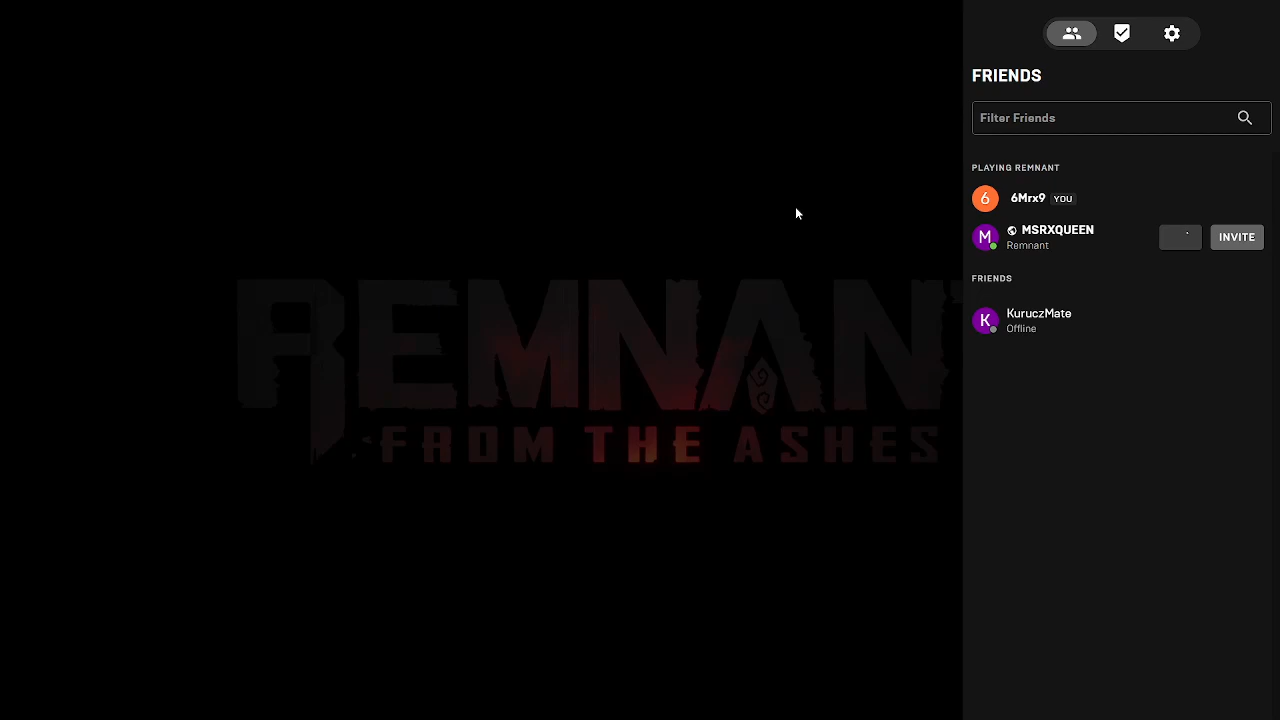 FRIENDS
Filter Friends
PLAYING REMNANT
6 6Mrx9 YOU
M MSRXQUEEN
Remnant
INVITE
FRIENDS
K KuruczMate
Offline
REMNANT
FROM THE ASHES